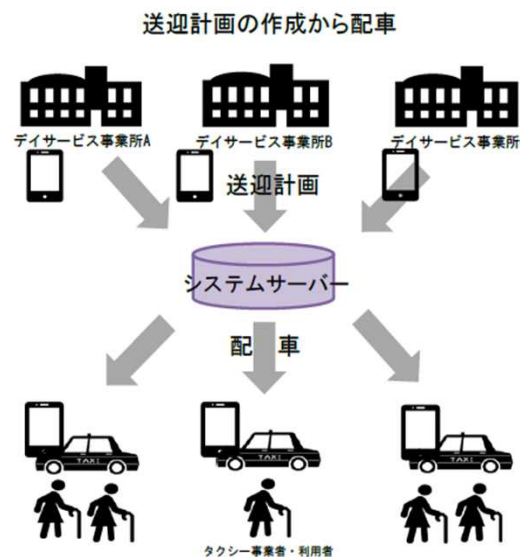 送迎計画の作成から配車
デイサービス事業所A
デイサービス事業所B
デイサービス事業所
送迎計画
システムサーバー
配車
TAXI
TAXI
TAXI
タクシー事業者・利用者